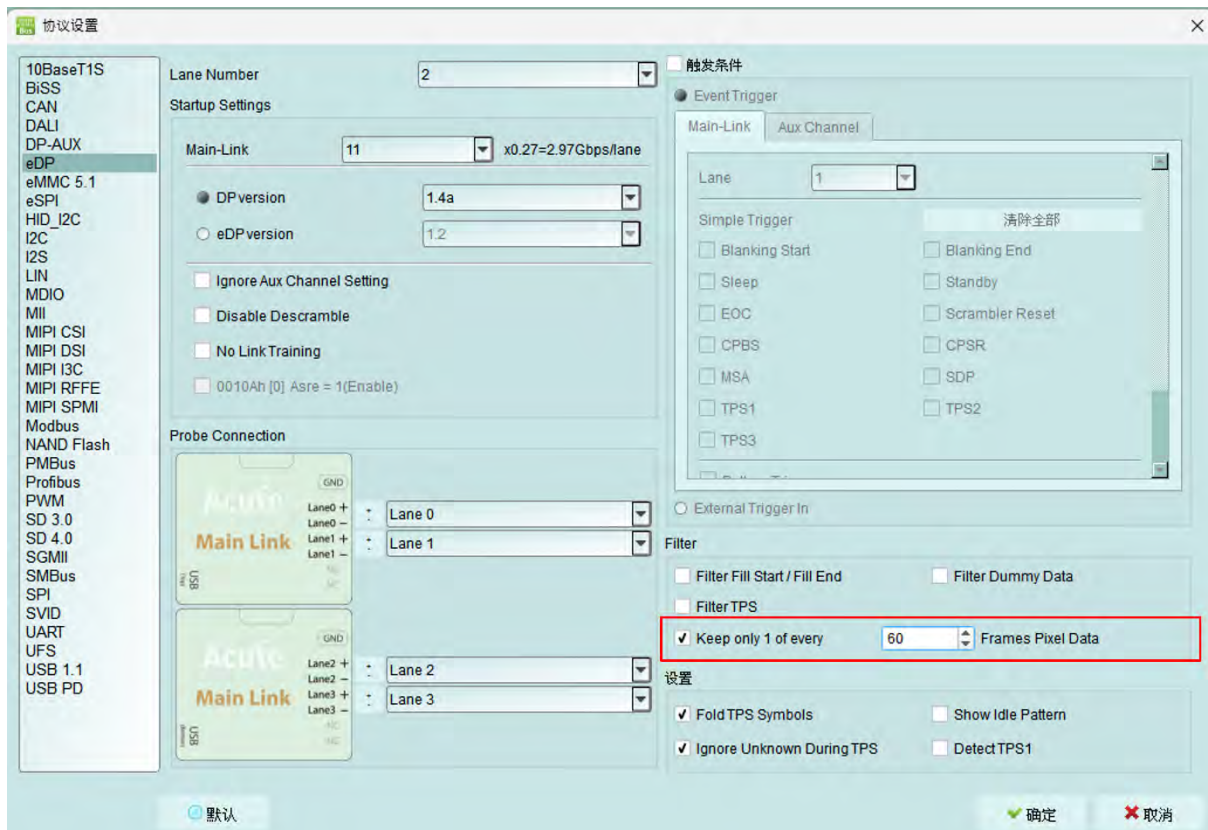 协议设置
10BaseT1S
BiSS
CAN
DALI
DP-AUX
eDP
eMMC 5.1
eSPI
HID_I2C
I2C
I2S
LIN
MDIO
MII
MIPI CSI
MIPI DSI
MIPI I3C
MIPI RFFE
MIPI SPMI
Modbus
NAND Flash
PMBus
Profibus
PWM
SD 3.0
SD 4.0
SGMII
SMBus
SPI
SVID
UART
UFS
USB 1.1
USB PD
Lane Number 2
Startup Settings
Main-Link 11 x0.27=2.97Gbps/lane
DP version 1.4a
eDP version 1.2
Ignore Aux Channel Setting
Disable Descramble
No Link Training
0010Ah [0] Asre = 1(Enable)
Probe Connection
GND
Acute
Main Link
USB
Lane0 +
Lane0 −
Lane1 +
Lane1 −
NC
NC
: Lane 0
: Lane 1
GND
Acute
Main Link
USB
Lane2 +
Lane2 −
Lane3 +
Lane3 −
NC
NC
: Lane 2
: Lane 3
触发条件
Event Trigger
Main-Link Aux Channel
Lane 1
Simple Trigger 清除全部
Blanking Start Blanking End
Sleep Standby
EOC Scrambler Reset
CPBS CPSR
MSA SDP
TPS1 TPS2
TPS3
External Trigger In
Filter
Filter Fill Start / Fill End Filter Dummy Data
Filter TPS
Keep only 1 of every 60 Frames Pixel Data
设置
Fold TPS Symbols Show Idle Pattern
Ignore Unknown During TPS Detect TPS1
默认
确定 取消